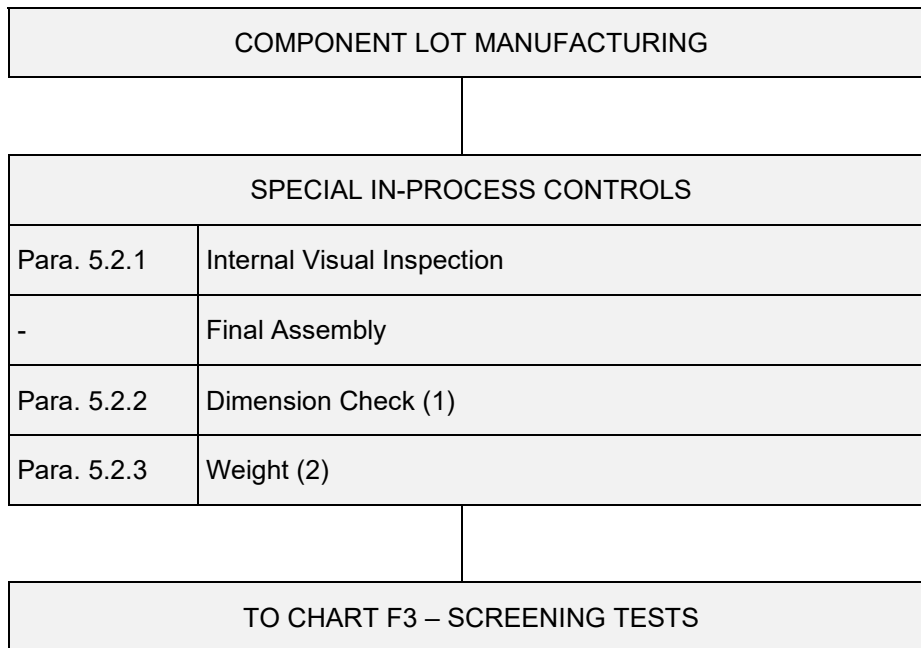 COMPONENT LOT MANUFACTURING
SPECIAL IN-PROCESS CONTROLS
Para. 5.2.1 Internal Visual Inspection
- Final Assembly
Para. 5.2.2 Dimension Check (1)
Para. 5.2.3 Weight (2)
TO CHART F3 – SCREENING TESTS